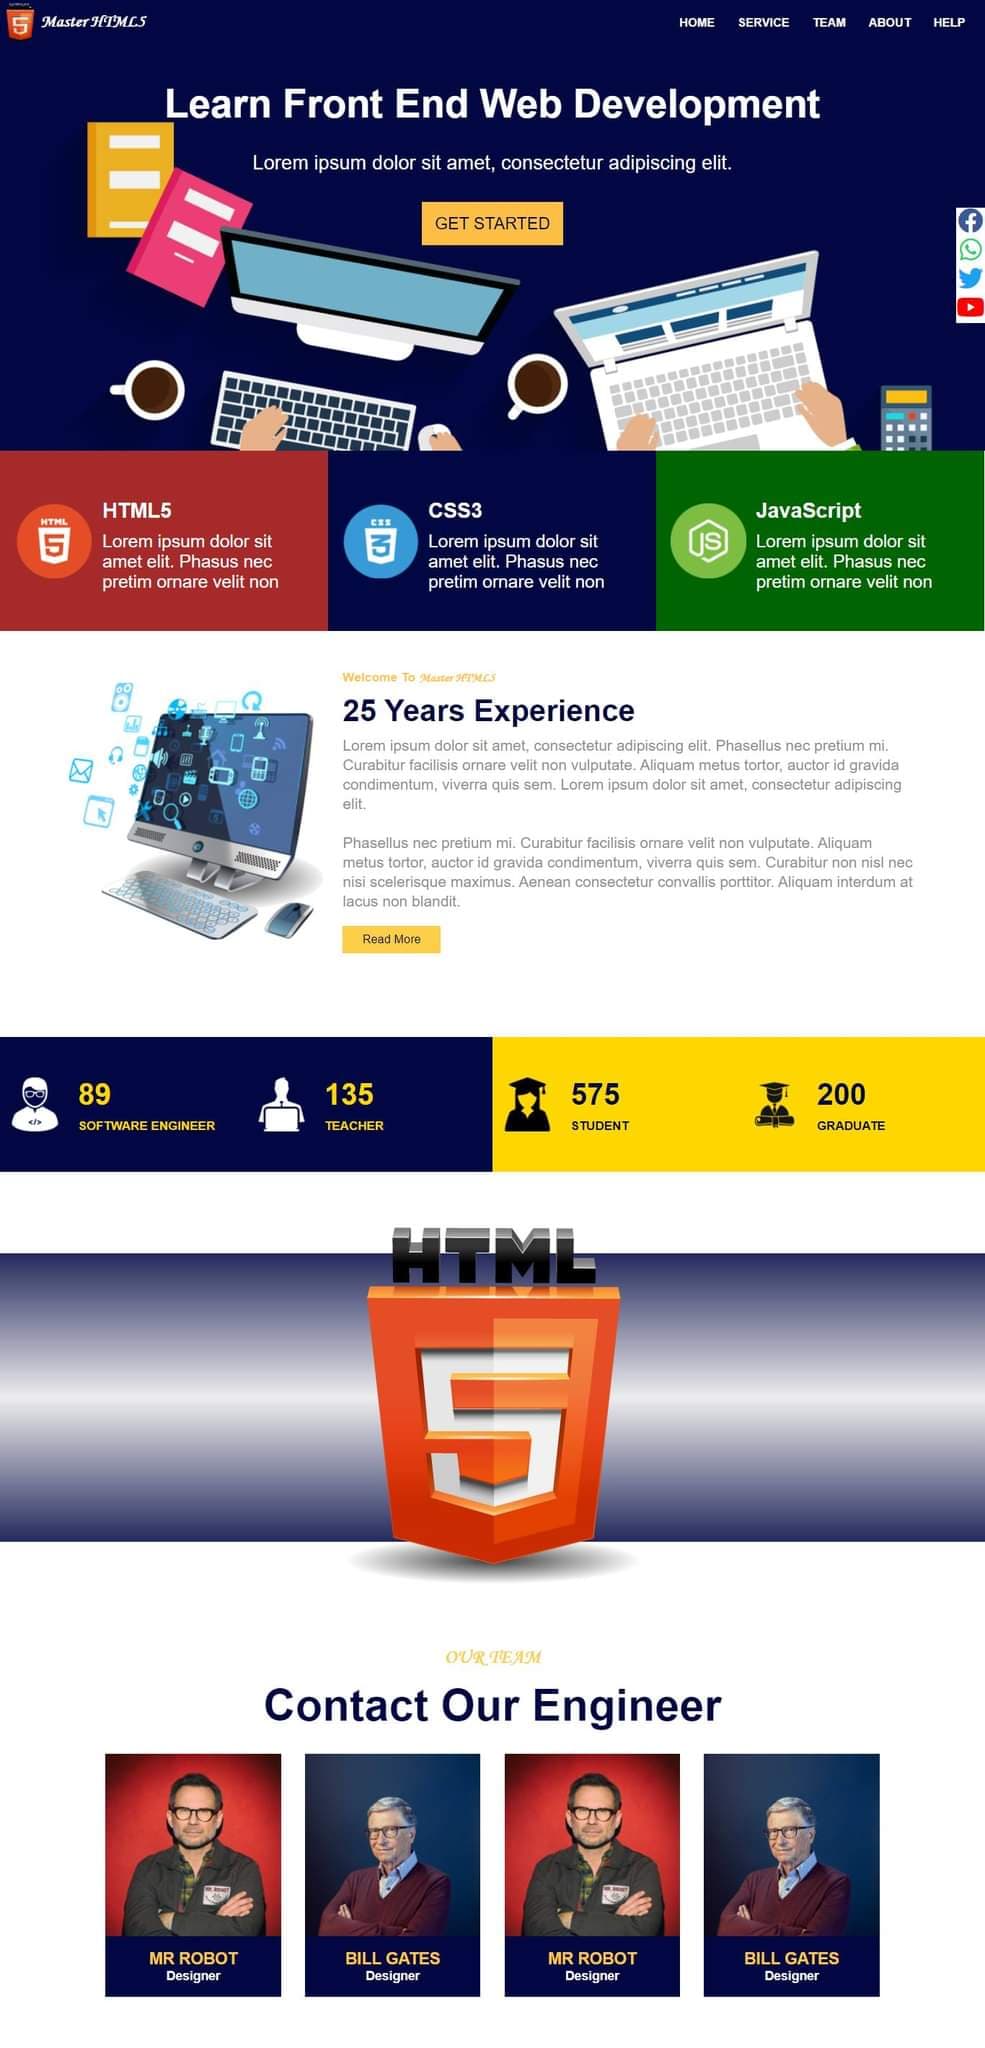 Master HTML5
HOME SERVICE TEAM ABOUT HELP
Learn Front End Web Development
Lorem ipsum dolor sit amet, consectetur adipiscing elit.
GET STARTED
HTML
5
HTML5
Lorem ipsum dolor sit
amet elit. Phasus nec
pretim ornare velit non
CSS
3
CSS3
Lorem ipsum dolor sit
amet elit. Phasus nec
pretim ornare velit non
JS
JavaScript
Lorem ipsum dolor sit
amet elit. Phasus nec
pretim ornare velit non
Welcome To Master HTML5
25 Years Experience
Lorem ipsum dolor sit amet, consectetur adipiscing elit. Phasellus nec pretium mi.
Curabitur facilisis ornare velit non vulputate. Aliquam metus tortor, auctor id gravida
condimentum, viverra quis sem. Lorem ipsum dolor sit amet, consectetur adipiscing
elit.
Phasellus nec pretium mi. Curabitur facilisis ornare velit non vulputate. Aliquam
metus tortor, auctor id gravida condimentum, viverra quis sem. Curabitur non nisl nec
nisi scelerisque maximus. Aenean consectetur convallis porttitor. Aliquam interdum at
lacus non blandit.
Read More
89
SOFTWARE ENGINEER
135
TEACHER
575
STUDENT
200
GRADUATE
HTML
5
OUR TEAM
Contact Our Engineer
MR. ROBOT
MR ROBOT
Designer
BILL GATES
Designer
MR. ROBOT
MR ROBOT
Designer
BILL GATES
Designer